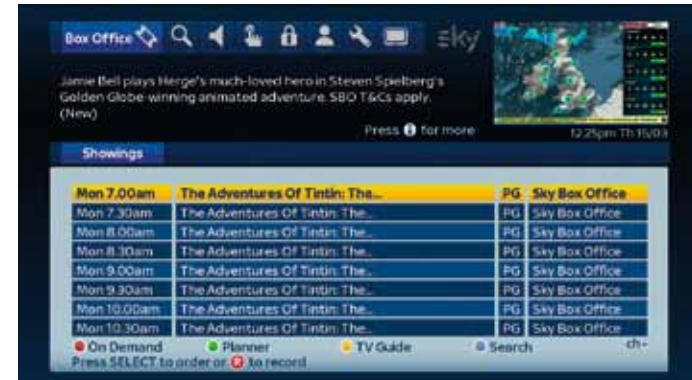 Box Office
sky
Jamie Bell plays Herge's much-loved hero in Steven Spielberg's
Golden Globe-winning animated adventure. SBO T&Cs apply.
(New)
Press i for more
12.25pm Th 15/03
Showings
Mon 7.00am The Adventures Of Tintin: The... PG Sky Box Office
Mon 7.30am The Adventures Of Tintin: The... PG Sky Box Office
Mon 8.00am The Adventures Of Tintin: The... PG Sky Box Office
Mon 8.30am The Adventures Of Tintin: The... PG Sky Box Office
Mon 9.00am The Adventures Of Tintin: The... PG Sky Box Office
Mon 9.30am The Adventures Of Tintin: The... PG Sky Box Office
Mon 10.00am The Adventures Of Tintin: The... PG Sky Box Office
Mon 10.30am The Adventures Of Tintin: The... PG Sky Box Office
On Demand Planner TV Guide Search ch-
Press SELECT to order or R to record